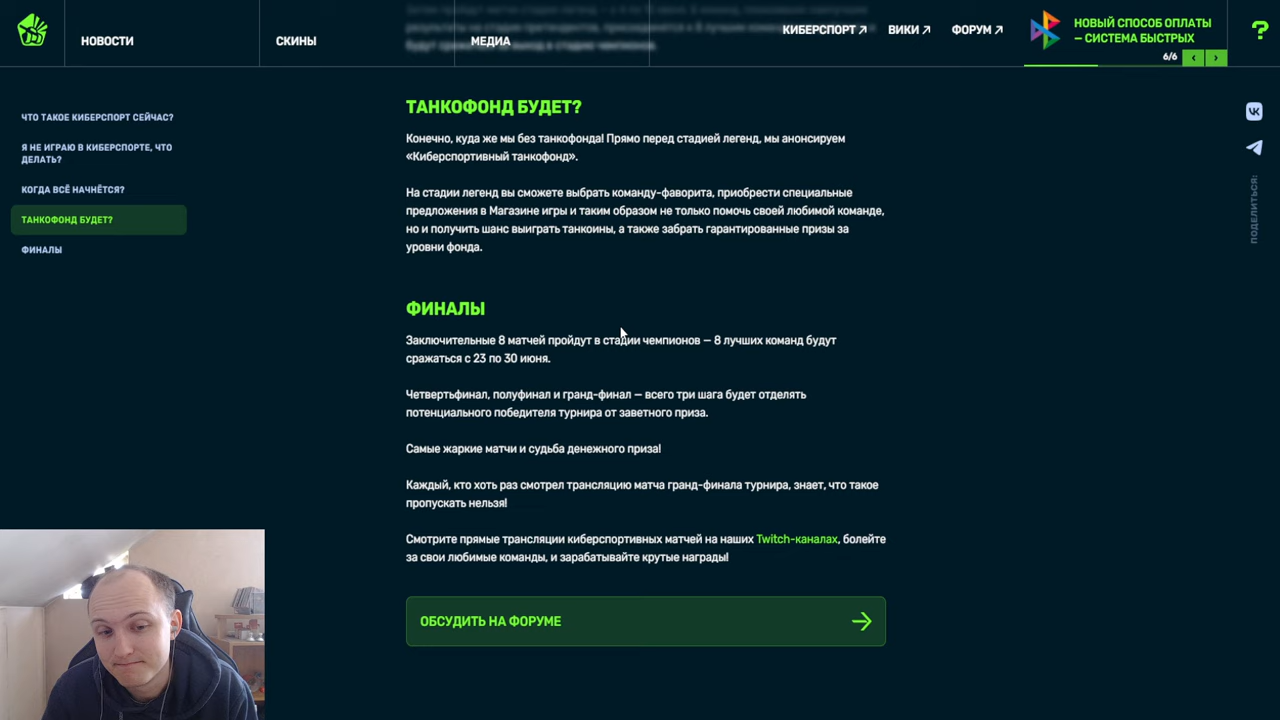 НОВОСТИ
СКИНЫ
МЕДИА
КИБЕРСПОРТ
ВИКИ
ФОРУМ
НОВЫЙ СПОСОБ ОПЛАТЫ
— СИСТЕМА БЫСТРЫХ
6/6
ЧТО ТАКОЕ КИБЕРСПОРТ СЕЙЧАС?
Я НЕ ИГРАЮ В КИБЕРСПОРТЕ, ЧТО
ДЕЛАТЬ?
КОГДА ВСЁ НАЧНЁТСЯ?
ТАНКОФОНД БУДЕТ?
ФИНАЛЫ
ПОДЕЛИТЬСЯ:
ТАНКОФОНД БУДЕТ?
Конечно, куда же мы без танкофонда! Прямо перед стадией легенд, мы анонсируем
«Киберспортивный танкофонд».
На стадии легенд вы сможете выбрать команду-фаворита, приобрести специальные
предложения в Магазине игры и таким образом не только помочь своей любимой команде,
но и получить шанс выиграть танкоины, а также забрать гарантированные призы за
уровни фонда.
ФИНАЛЫ
Заключительные 8 матчей пройдут в стадии чемпионов — 8 лучших команд будут
сражаться с 23 по 30 июня.
Четвертьфинал, полуфинал и гранд-финал — всего три шага будет отделять
потенциального победителя турнира от заветного приза.
Самые жаркие матчи и судьба денежного приза!
Каждый, кто хоть раз смотрел трансляцию матча гранд-финала турнира, знает, что такое
пропускать нельзя!
Смотрите прямые трансляции киберспортивных матчей на наших Twitch-каналах, болейте
за свои любимые команды, и зарабатывайте крутые награды!
ОБСУДИТЬ НА ФОРУМЕ